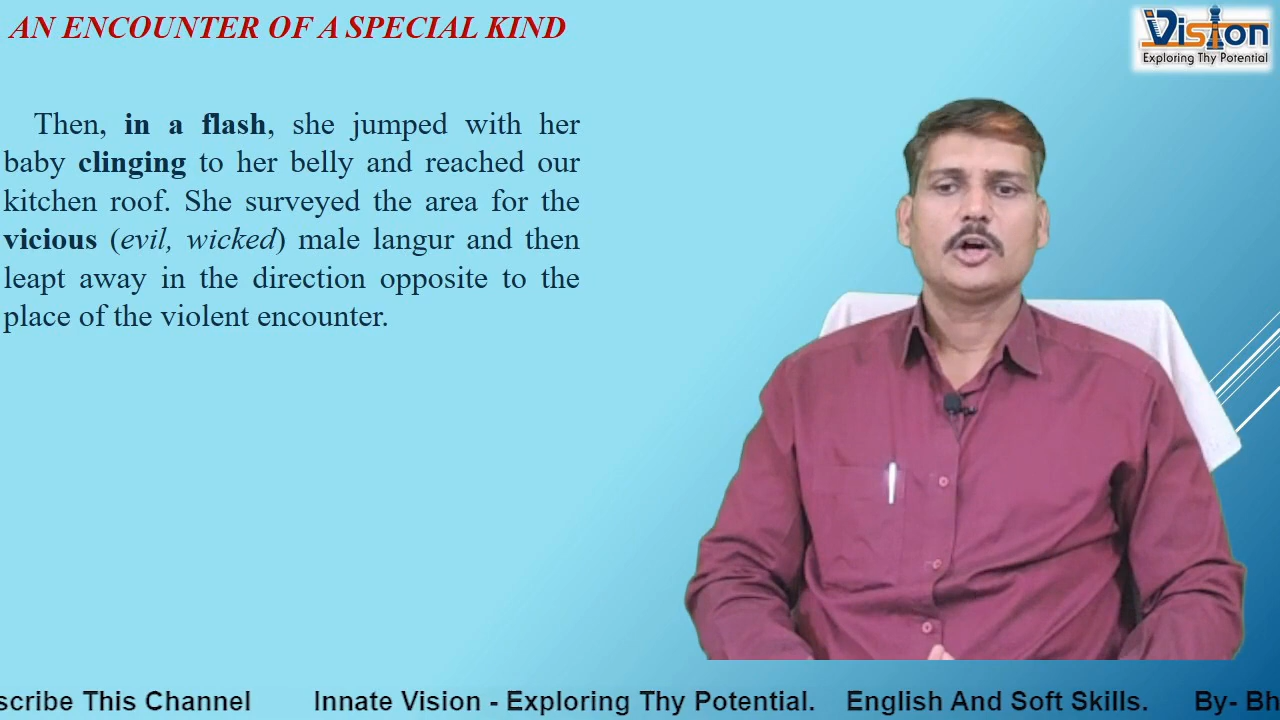 AN ENCOUNTER OF A SPECIAL KIND
Vision
Exploring Thy Potential
Then, in a flash, she jumped with her
baby clinging to her belly and reached our
kitchen roof. She surveyed the area for the
vicious (evil, wicked) male langur and then
leapt away in the direction opposite to the
place of the violent encounter.
scribe This Channel Innate Vision - Exploring Thy Potential. English And Soft Skills. By- Bh